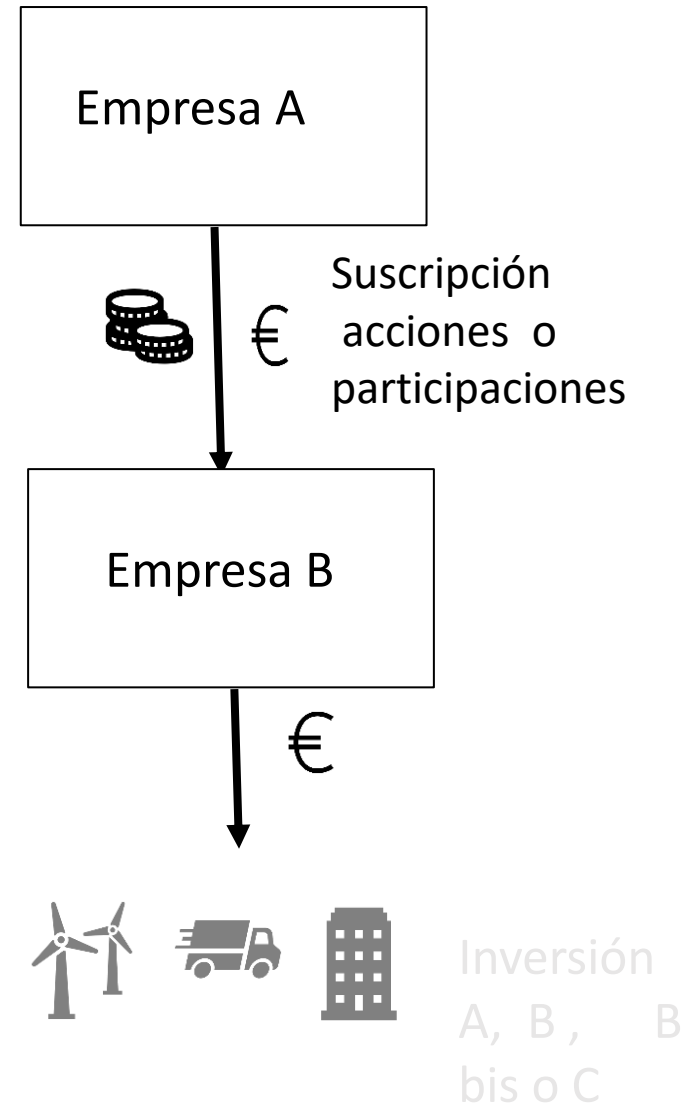 Empresa A
€
Suscripción
acciones o
participaciones
Empresa B
€
Inversión
A, B , B
bis o C